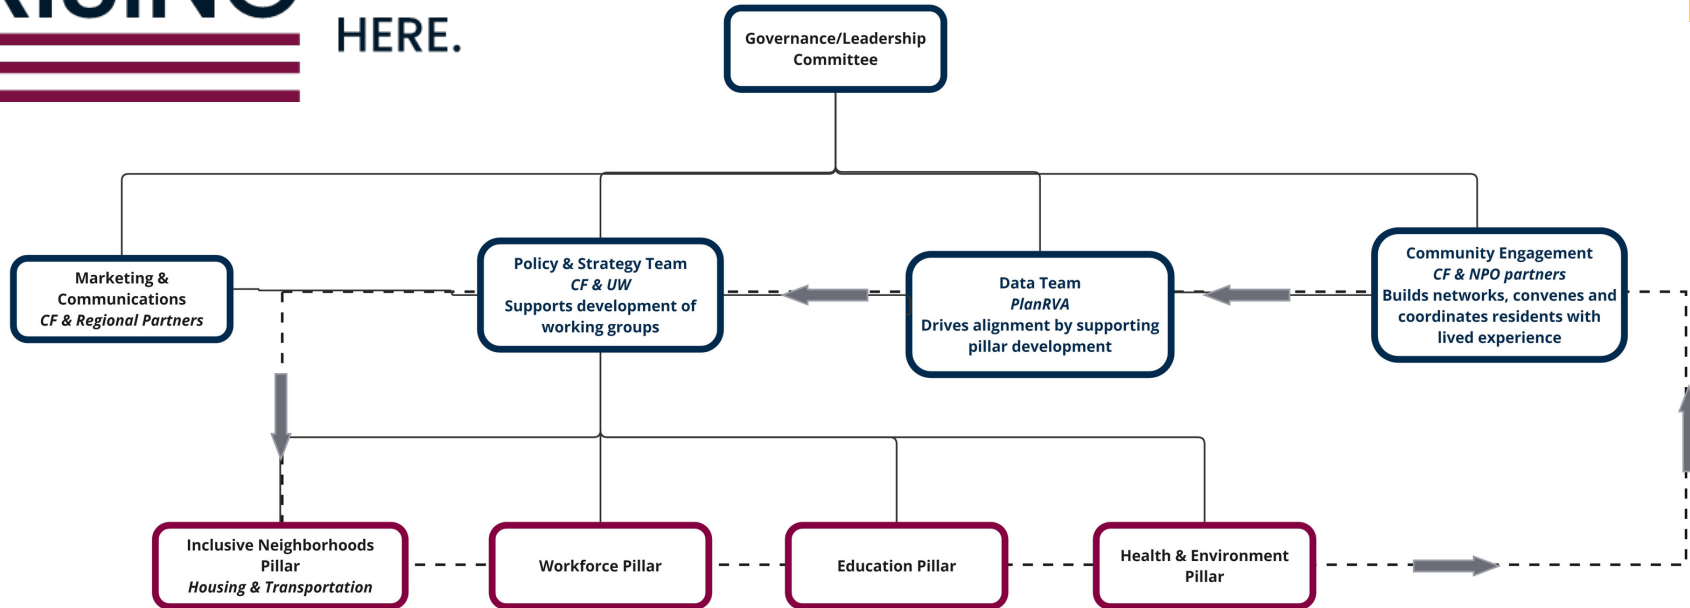 RISING
HERE.
Governance/Leadership
Committee
Marketing &
Communications
CF & Regional Partners
Policy & Strategy Team
CF & UW
Supports development of
working groups
Data Team
PlanRVA
Drives alignment by supporting
pillar development
Community Engagement
CF & NPO partners
Builds networks, convenes and
coordinates residents with
lived experience
Inclusive Neighborhoods
Pillar
Housing & Transportation
Workforce Pillar
Education Pillar
Health & Environment
Pillar